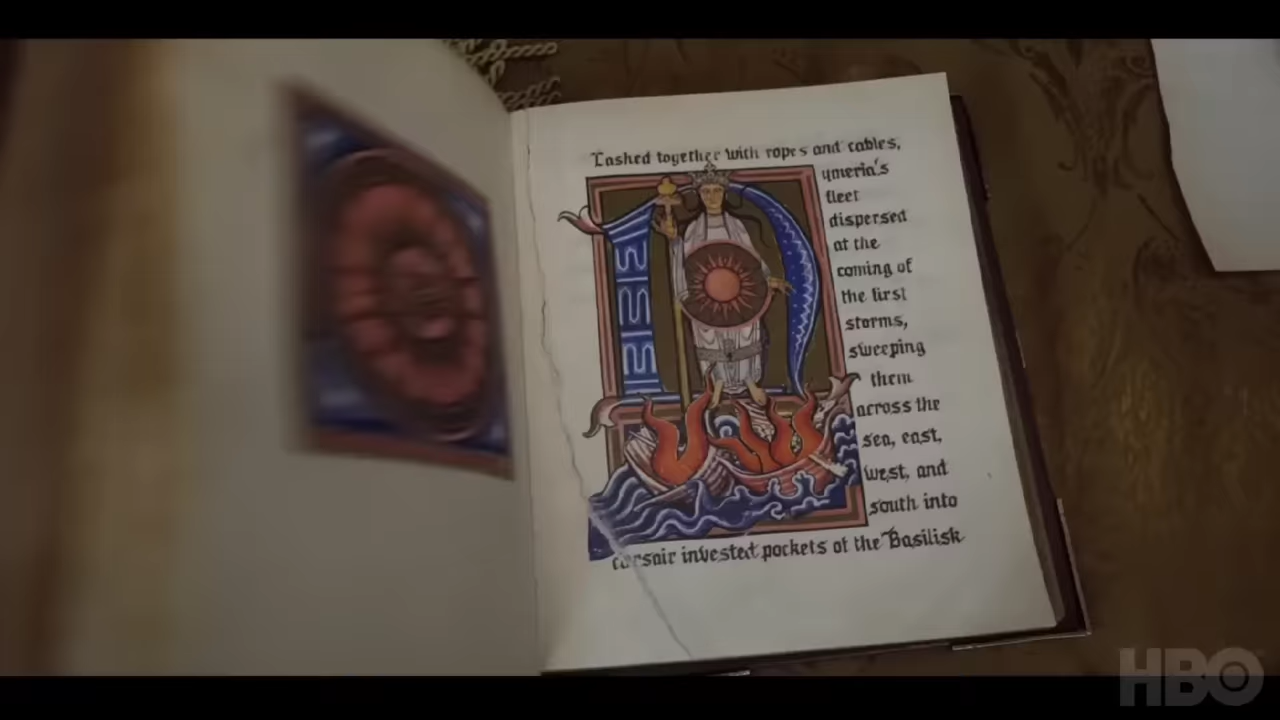 Lashed together with ropes and cables,
ymeria's
fleet
dispersed
at the
coming of
the first
storms,
sweeping
them
across the
sea, east,
west, and
south into
corsair invested pockets of the Basilisk
HBO